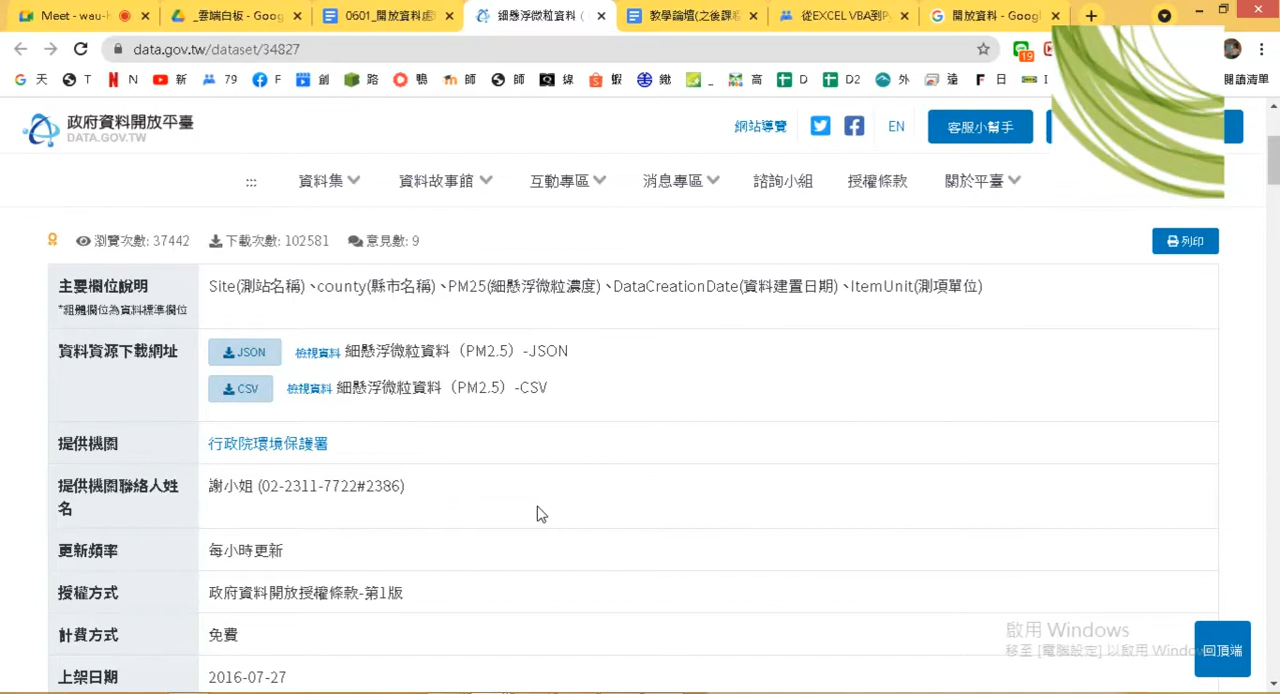 Meet - wau-l
_雲端白板 - Goog
0601_開放資料處
細懸浮微粒資料 (
教學論壇(之後課
從EXCEL VBA到P
開放資料 - Googl
data.gov.tw/dataset/34827
19
G 天 T N 新 79 F 創 路 鴨 師 師 線 蝦 鐵 _ 高 D D2 外 遠 日 I 閱讀清單
政府資料開放平臺
DATA.GOV.TW
網站導覽
EN
客服小幫手
:::
資料集
資料故事館
互動專區
消息專區
諮詢小組
授權條款
關於平臺
瀏覽次數: 37442
下載次數: 102581
意見數: 9
列印
主要欄位說明
*粗體欄位為資料標準欄位
Site(測站名稱)、county(縣市名稱)、PM25(細懸浮微粒濃度)、DataCreationDate(資料建置日期)、ItemUnit(測項單位)
資料資源下載網址
JSON 檢視資料 細懸浮微粒資料（PM2.5）-JSON
CSV 檢視資料 細懸浮微粒資料（PM2.5）-CSV
提供機關
行政院環境保護署
提供機關聯絡人姓
名
謝小姐 (02-2311-7722#2386)
更新頻率
每小時更新
授權方式
政府資料開放授權條款-第1版
計費方式
免費
上架日期
2016-07-27
啟用 Windows
移至 [電腦設定] 以啟用 Windo
回頂端